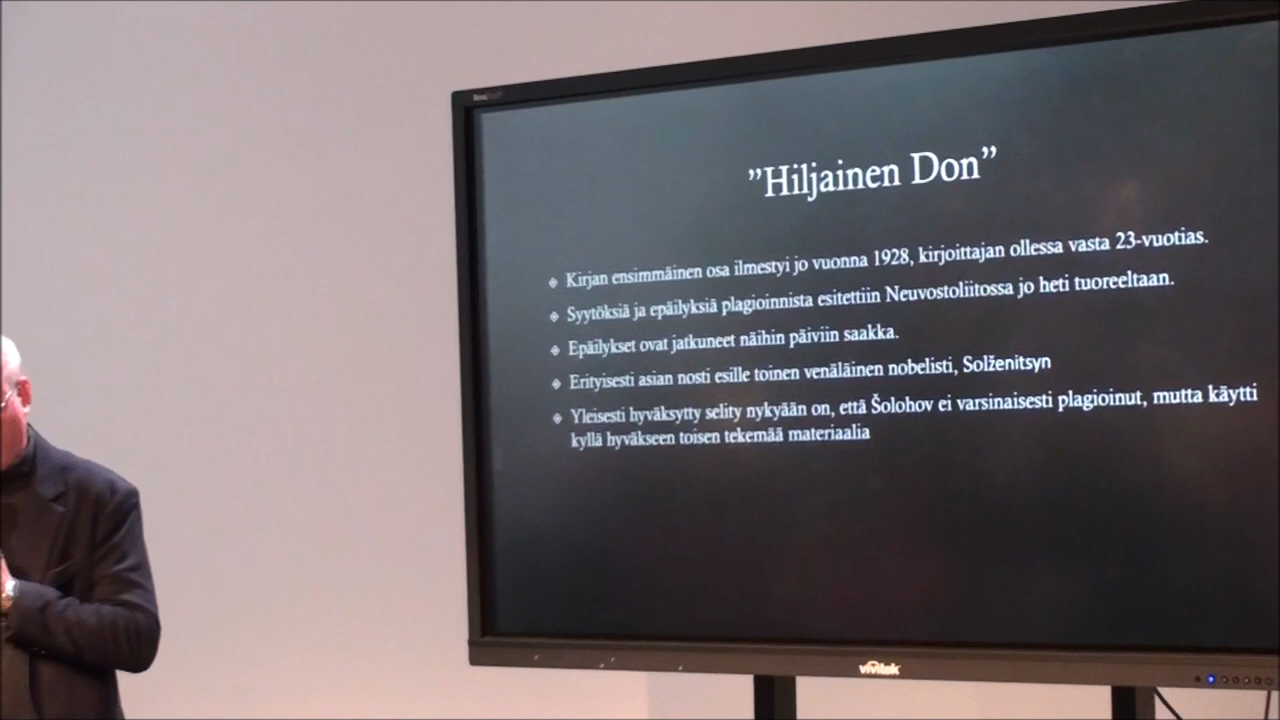 ”Hiljainen Don”
Kirjan ensimmäinen osa ilmestyi jo vuonna 1928, kirjoittajan ollessa vasta 23-vuotias.
Syytöksiä ja epäilyksiä plagioinnista esitettiin Neuvostoliitossa jo heti tuoreeltaan.
Epäilykset ovat jatkuneet näihin päiviin saakka.
Erityisesti asian nosti esille toinen venäläinen nobelisti, Solženitsyn
Yleisesti hyväksytty selity nykyään on, että Šolohov ei varsinaisesti plagioinut, mutta käytti
kyllä hyväkseen toisen tekemää materiaalia
vivitek